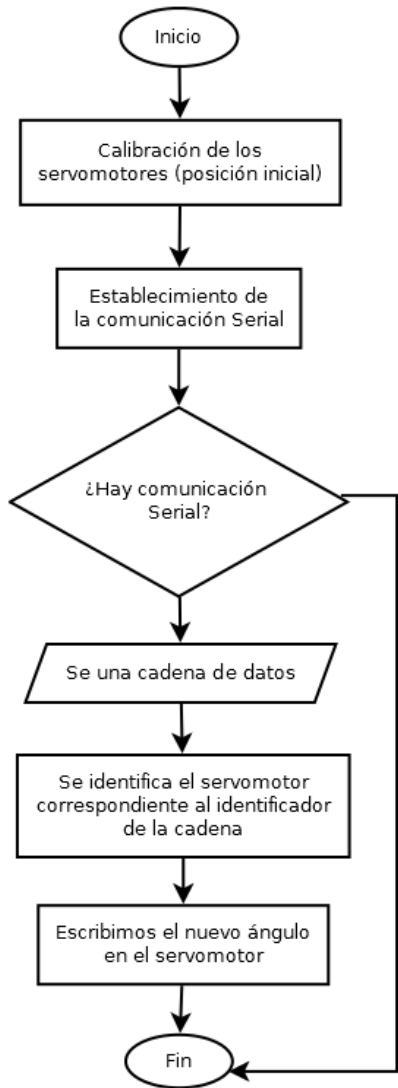 Inicio
Calibración de los
servomotores (posición inicial)
Establecimiento de
la comunicación Serial
¿Hay comunicación
Serial?
Se una cadena de datos
Se identifica el servomotor
correspondiente al identificador
de la cadena
Escribimos el nuevo ángulo
en el servomotor
Fin